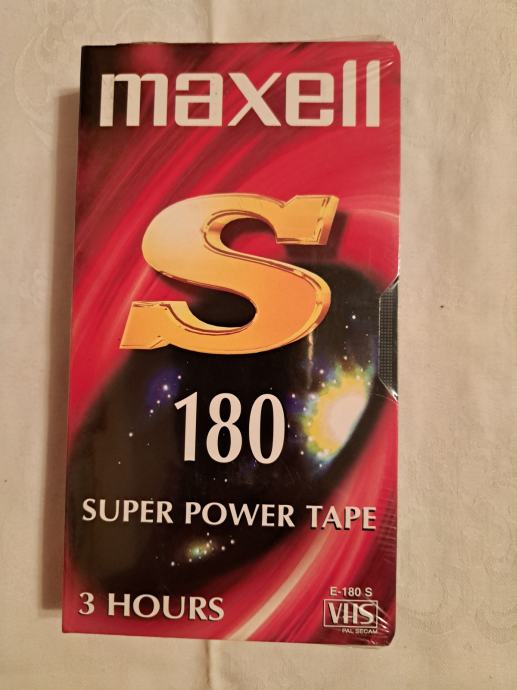 maxell
S
180
SUPER POWER TAPE
3 HOURS
E-180 S
VHS
PAL SECAM